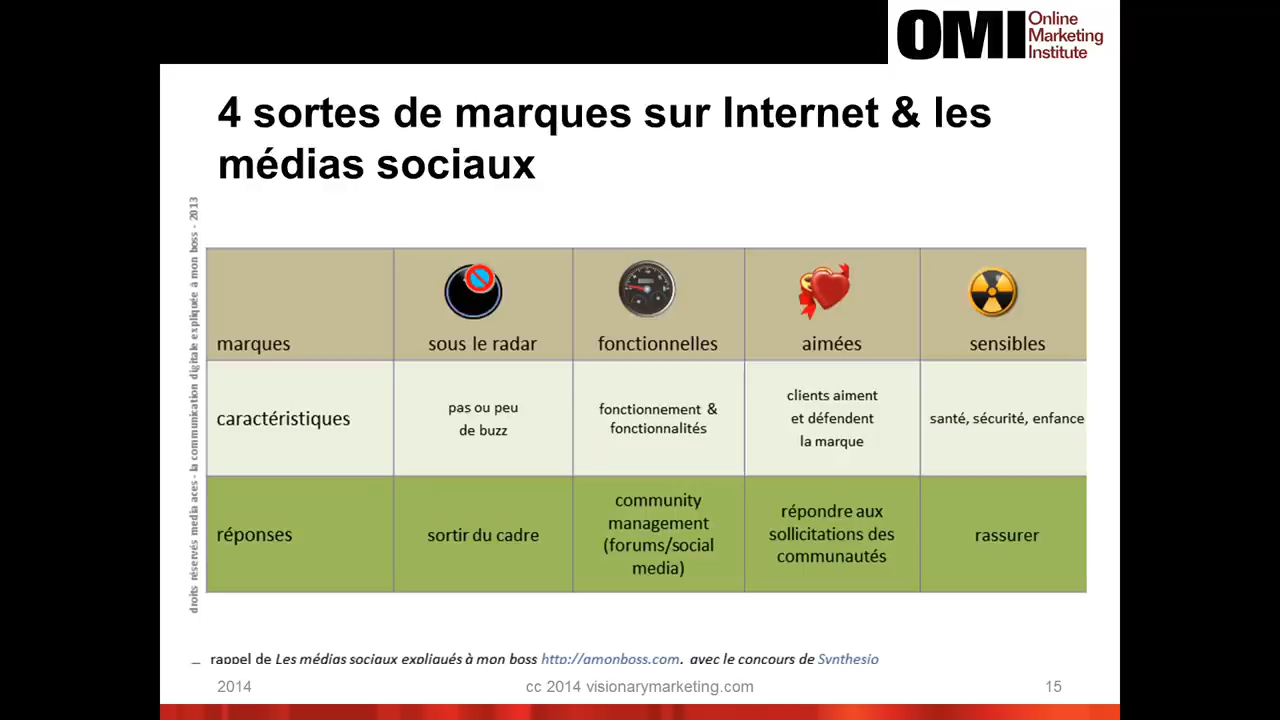 OMI Online
Marketing
Institute
4 sortes de marques sur Internet & les
médias sociaux
droits réservés media aces - la communication digitale expliquée à mon boss - 2013
marques
sous le radar
fonctionnelles
aimées
sensibles
caractéristiques
pas ou peu
de buzz
fonctionnement &
fonctionnalités
clients aiment
et défendent
la marque
santé, sécurité, enfance
réponses
sortir du cadre
community
management
(forums/social
media)
répondre aux
sollicitations des
communautés
rassurer
_ rappel de Les médias sociaux expliqués à mon boss http://amonboss.com, avec le concours de Synthesio
2014
cc 2014 visionarymarketing.com
15